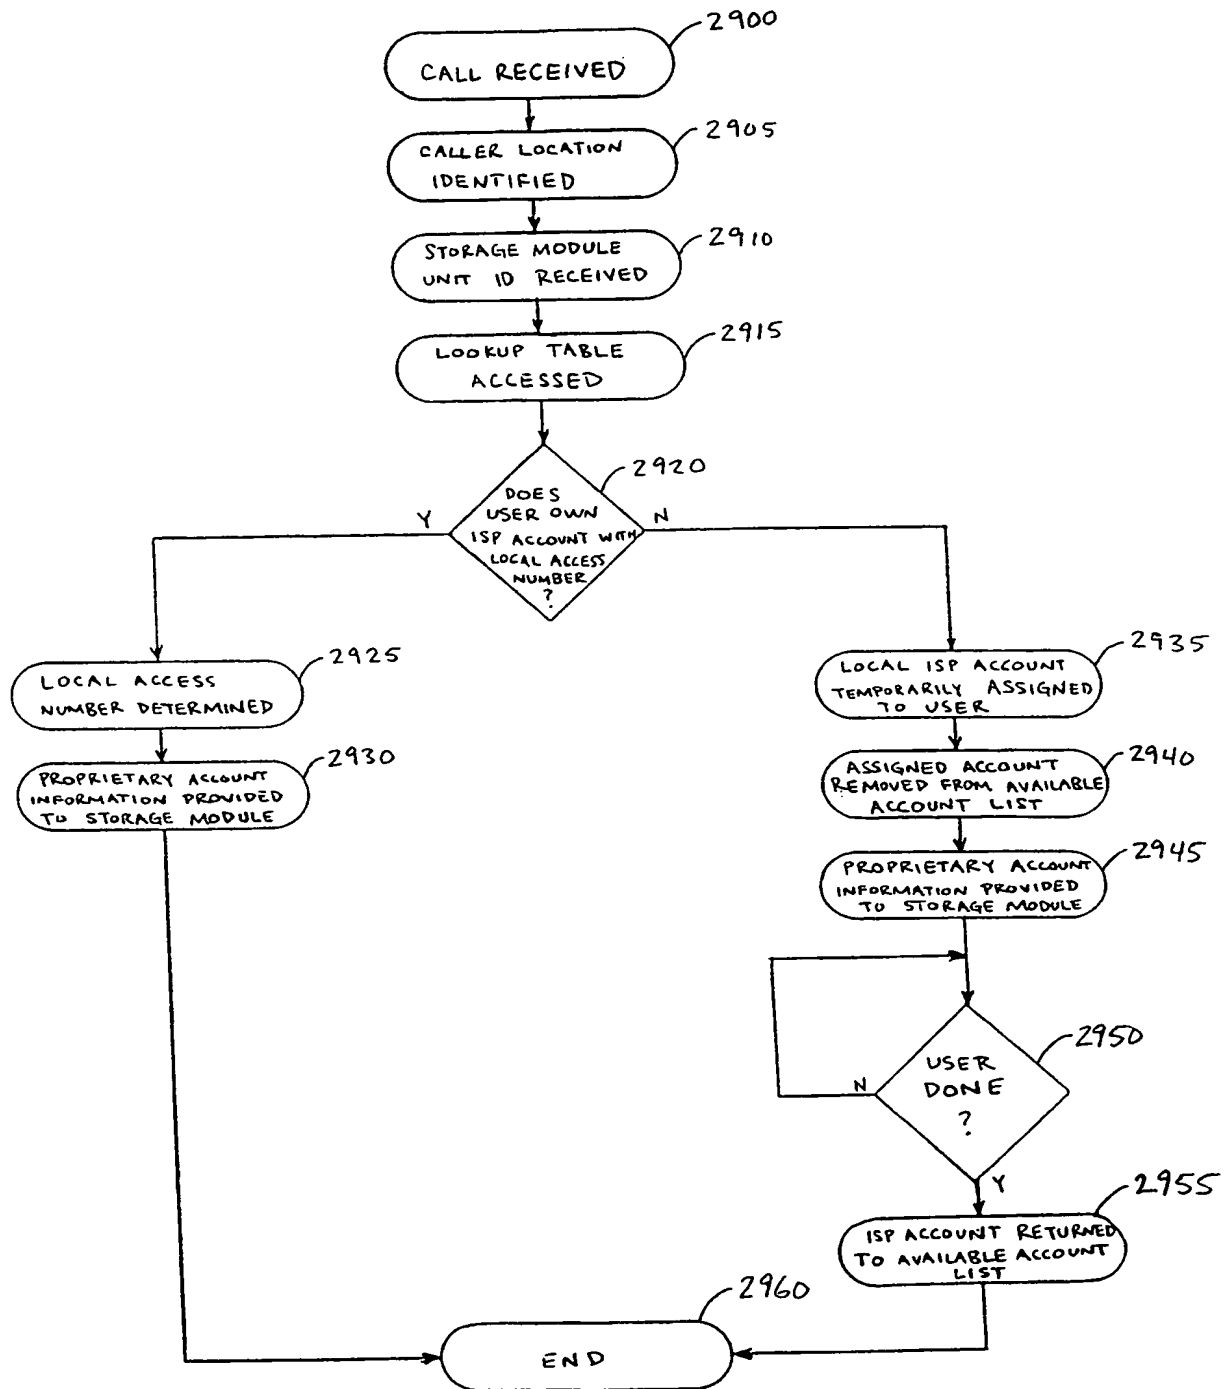 2900
CALL RECEIVED
2905
CALLER LOCATION
IDENTIFIED
2910
STORAGE MODULE
UNIT ID RECEIVED
2915
LOOKUP TABLE
ACCESSED
2920
DOES
USER OWN
ISP ACCOUNT WITH
LOCAL ACCESS
NUMBER
?
Y
N
2925
LOCAL ACCESS
NUMBER DETERMINED
2930
PROPRIETARY ACCOUNT
INFORMATION PROVIDED
TO STORAGE MODULE
2935
LOCAL ISP ACCOUNT
TEMPORARILY ASSIGNED
TO USER
2940
ASSIGNED ACCOUNT
REMOVED FROM AVAILABLE
ACCOUNT LIST
2945
PROPRIETARY ACCOUNT
INFORMATION PROVIDED
TO STORAGE MODULE
2950
USER
DONE
?
N
Y
2955
ISP ACCOUNT RETURNED
TO AVAILABLE ACCOUNT
LIST
2960
END